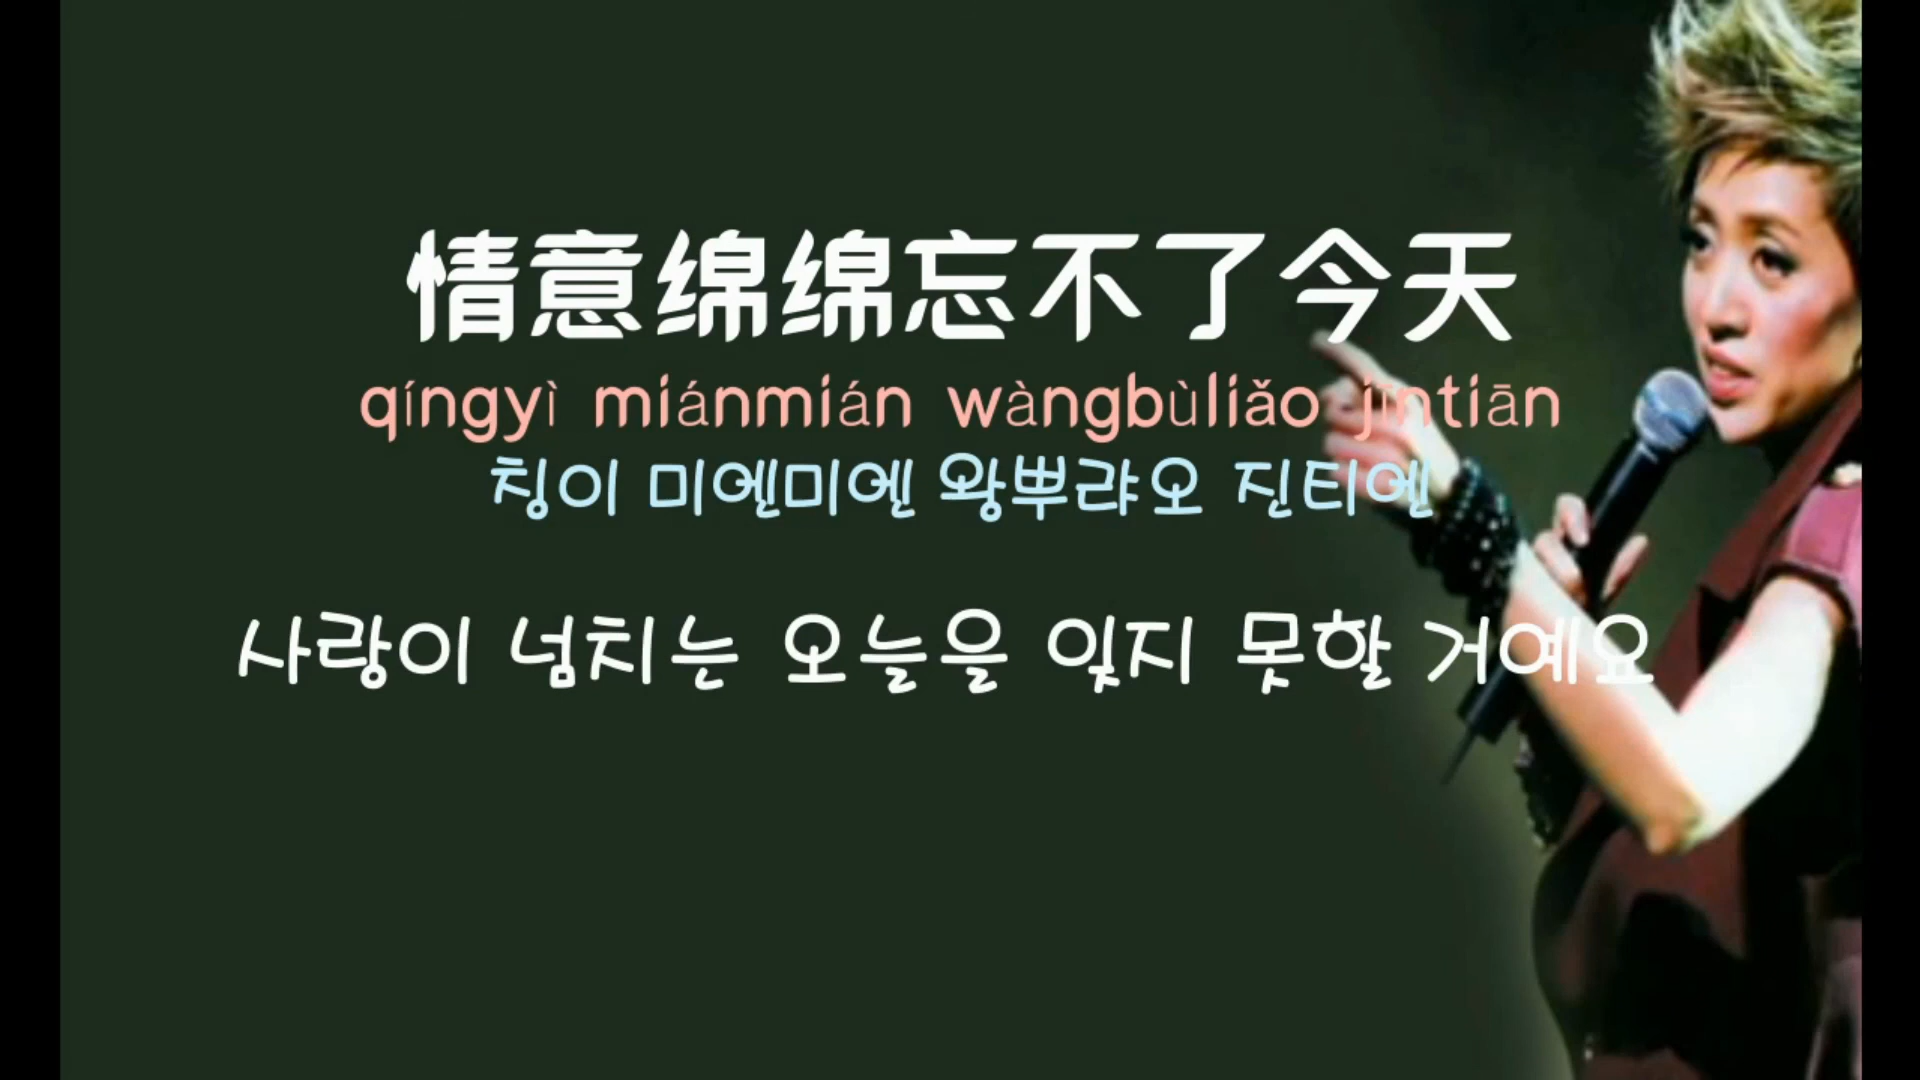 情意绵绵忘不了今天
qíngyì miánmián wàngbùliǎo jīntiān
칭이 미엔미엔 왕뿌랴오 진티엔
사랑이 넘치는 오늘을 잊지 못할 거예요